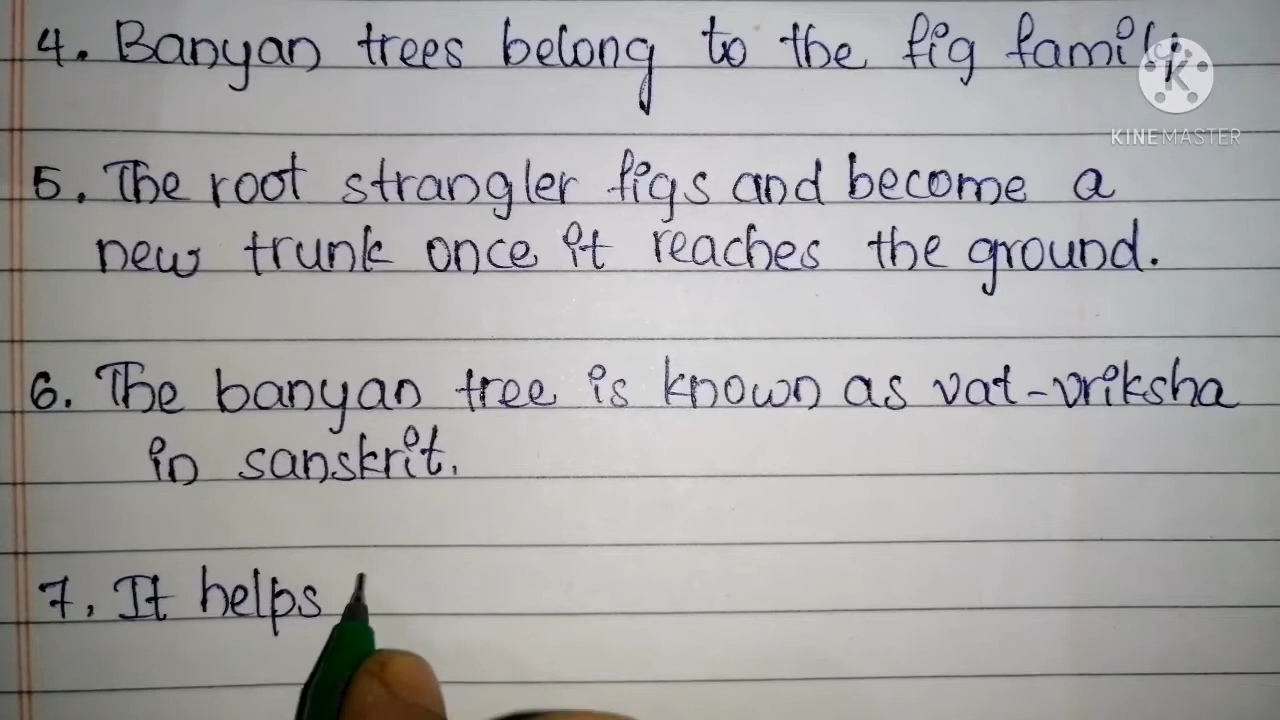 4. Banyan trees belong to the fig family
KINEMASTER
5. The root strangler figs and become a
new trunk once it reaches the ground.
6. The banyan tree is known as vat-vriksha
in sanskrit.
7. It helps